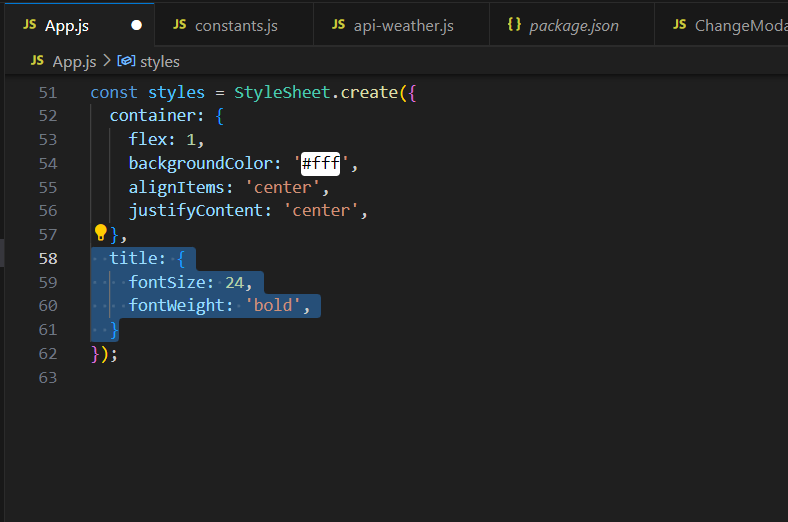 JS App.js
JS constants.js
JS api-weather.js
{} package.json
JS ChangeModa
JS App.js > styles
51 const styles = StyleSheet.create({
52 container: {
53 flex: 1,
54 backgroundColor: '#fff',
55 alignItems: 'center',
56 justifyContent: 'center',
57 },
58 title: {
59 fontSize: 24,
60 fontWeight: 'bold',
61 }
62 });
63